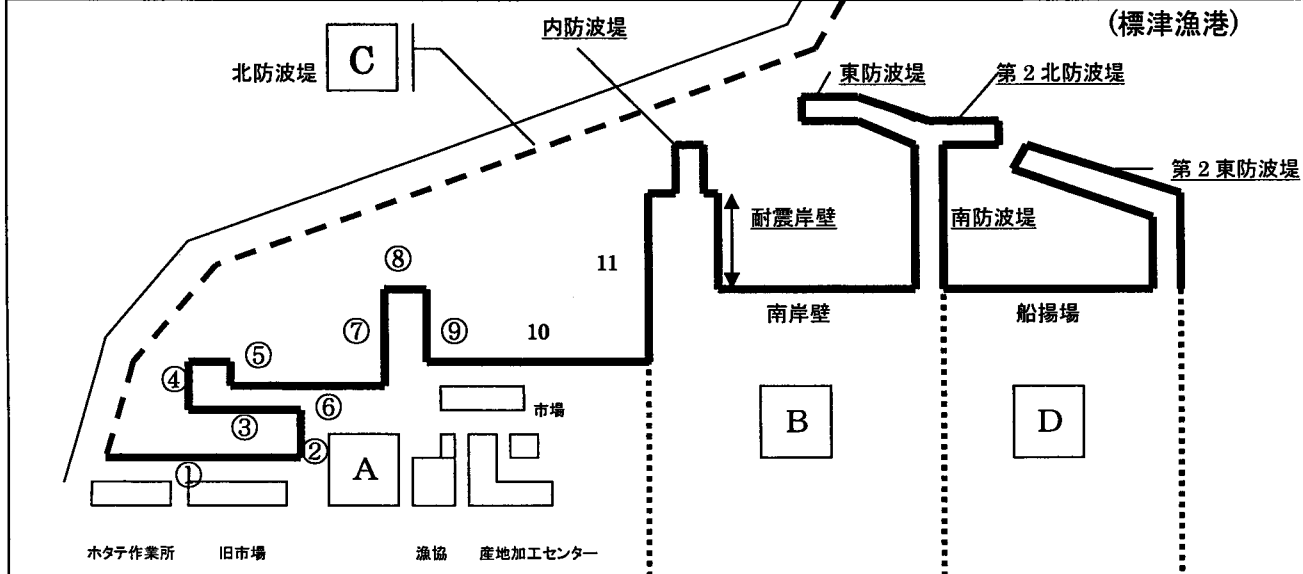 (標津漁港)
内防波堤
北防波堤
C
東防波堤
第2北防波堤
第2東防波堤
耐震岸壁
南防波堤
11
⑧
南岸壁
船揚場
⑦
⑨
10
⑤
④
⑥
市場
③
②
①
A
B
D
ホタテ作業所
旧市場
漁協
産地加工センター